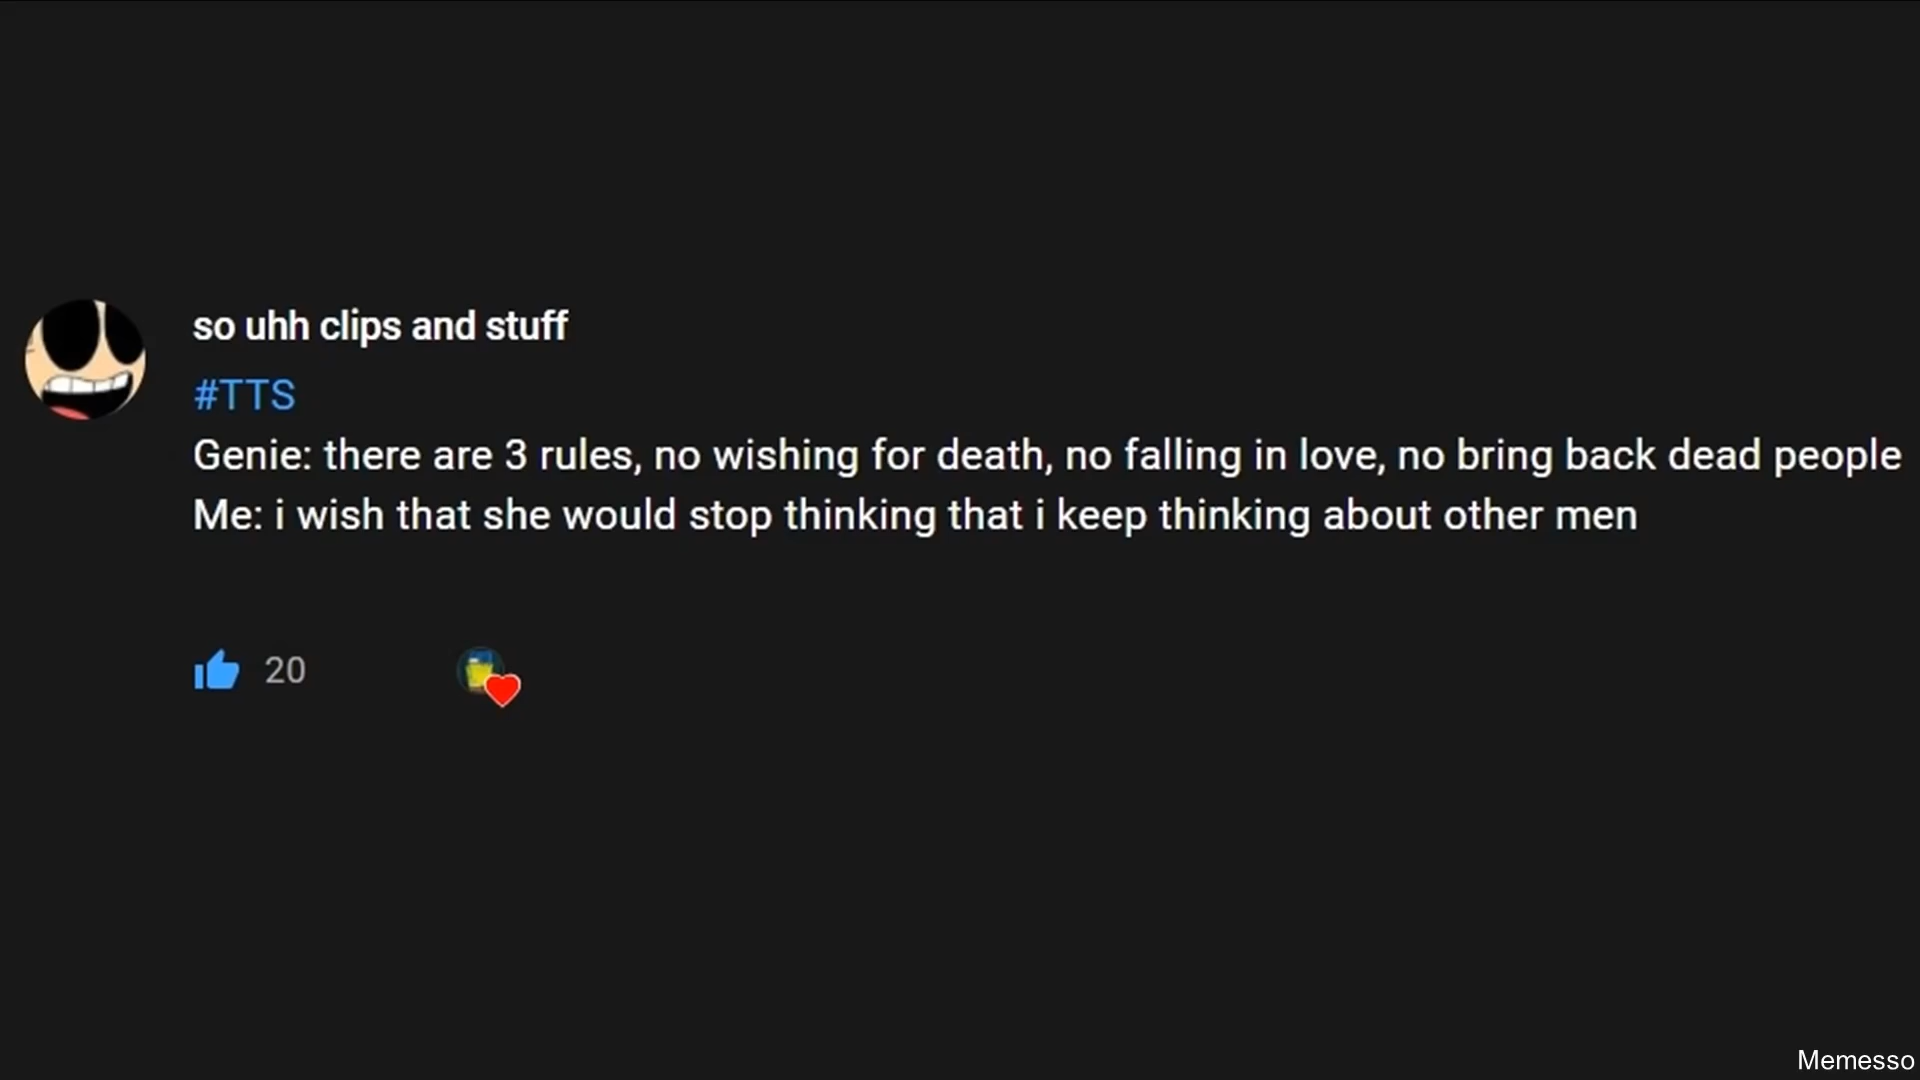 so uhh clips and stuff
#TTS
Genie: there are 3 rules, no wishing for death, no falling in love, no bring back dead people
Me: i wish that she would stop thinking that i keep thinking about other men
20
Memesso